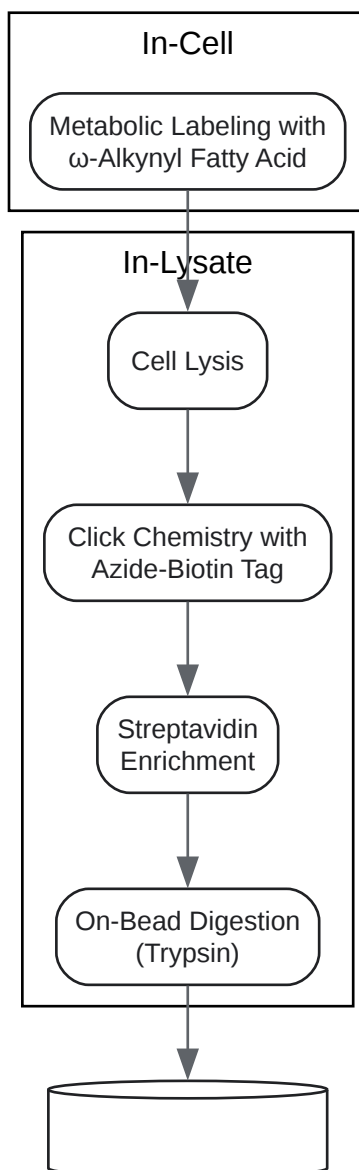 In-Cell
Metabolic Labeling with
ω-Alkynyl Fatty Acid
In-Lysate
Cell Lysis
Click Chemistry with
Azide-Biotin Tag
Streptavidin
Enrichment
On-Bead Digestion
(Trypsin)